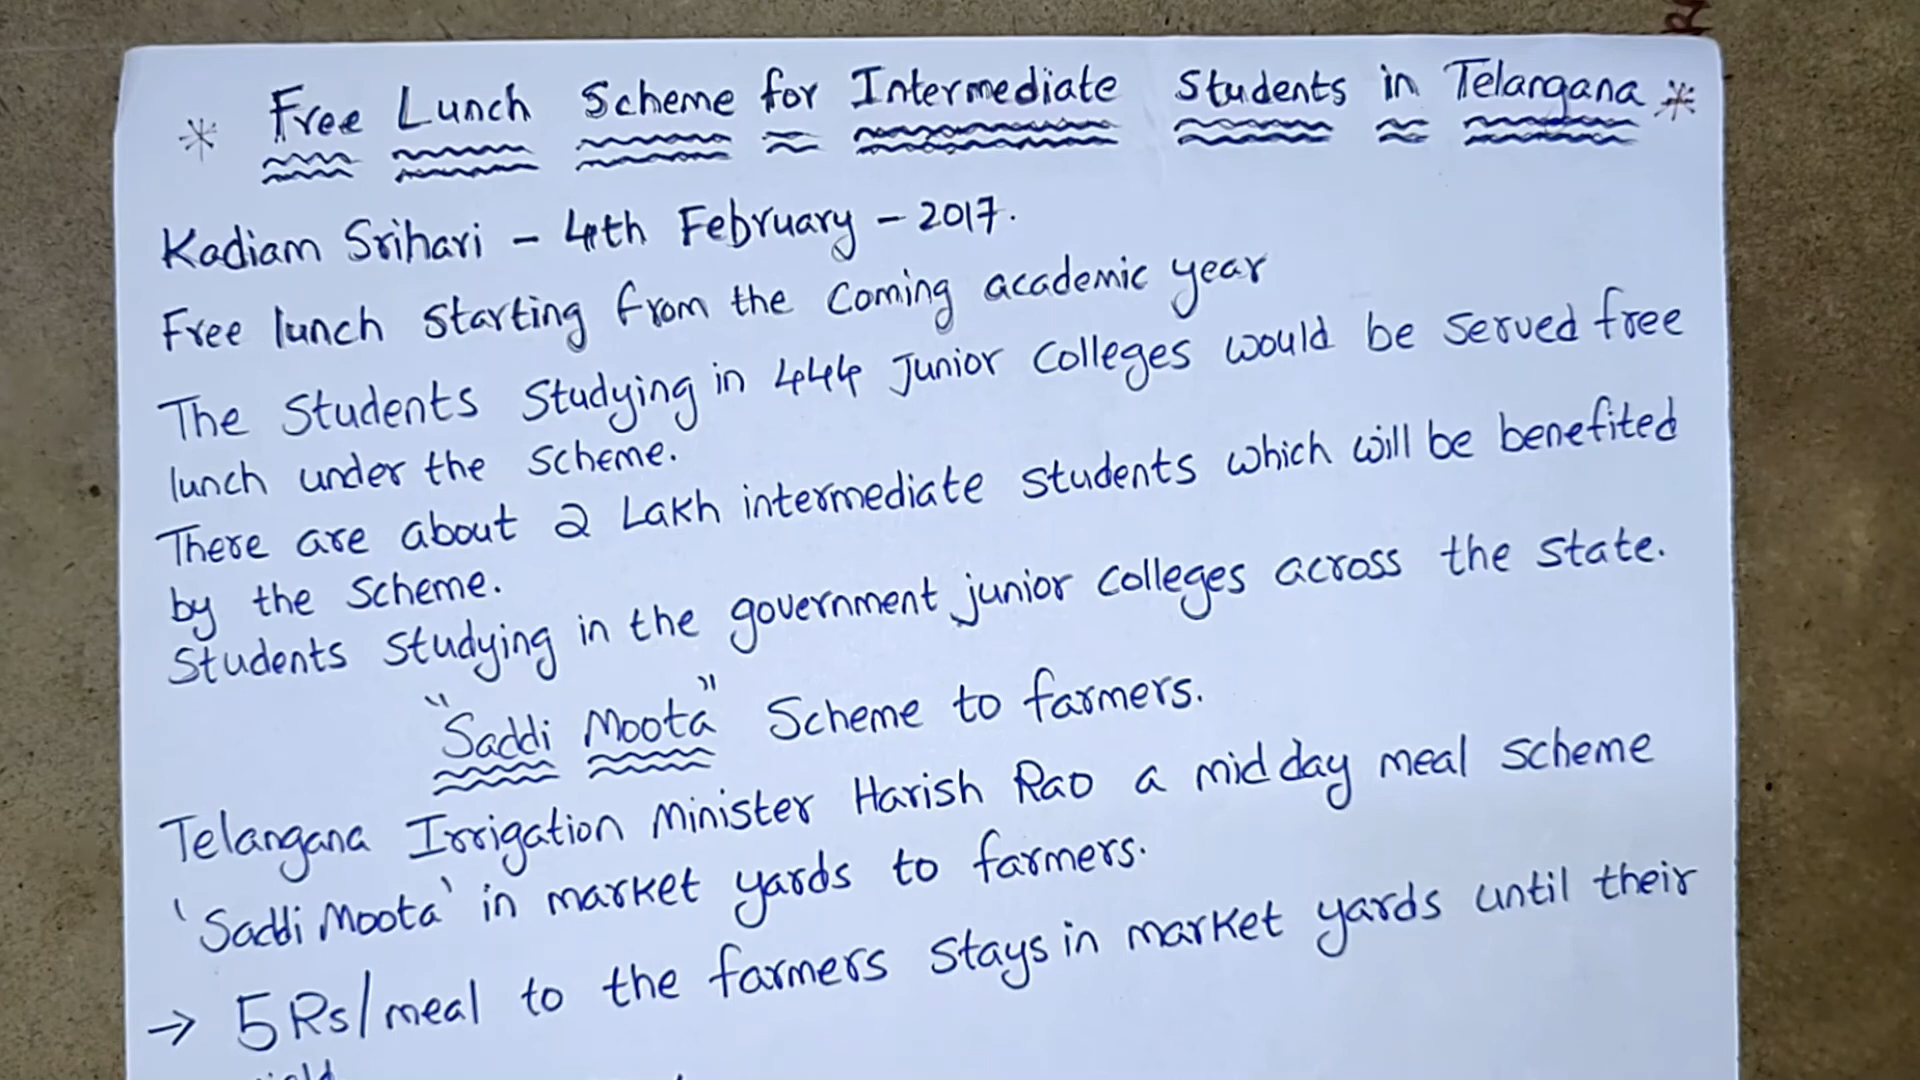 * Free Lunch Scheme for Intermediate Students in Telangana *
Kadiam Srihari - 4th February - 2017.
Free lunch starting from the coming academic year
The Students Studying in 444 Junior Colleges would be served free
lunch under the scheme.
There are about 2 Lakh intermediate students which will be benefited
by the scheme.
Students studying in the government junior colleges across the state.
"Saddi Moota" Scheme to farmers.
Telangana Irrigation Minister Harish Rao a mid day meal scheme
'Saddi Moota' in market yards to farmers.
→ 5Rs/meal to the farmers stays in market yards until their